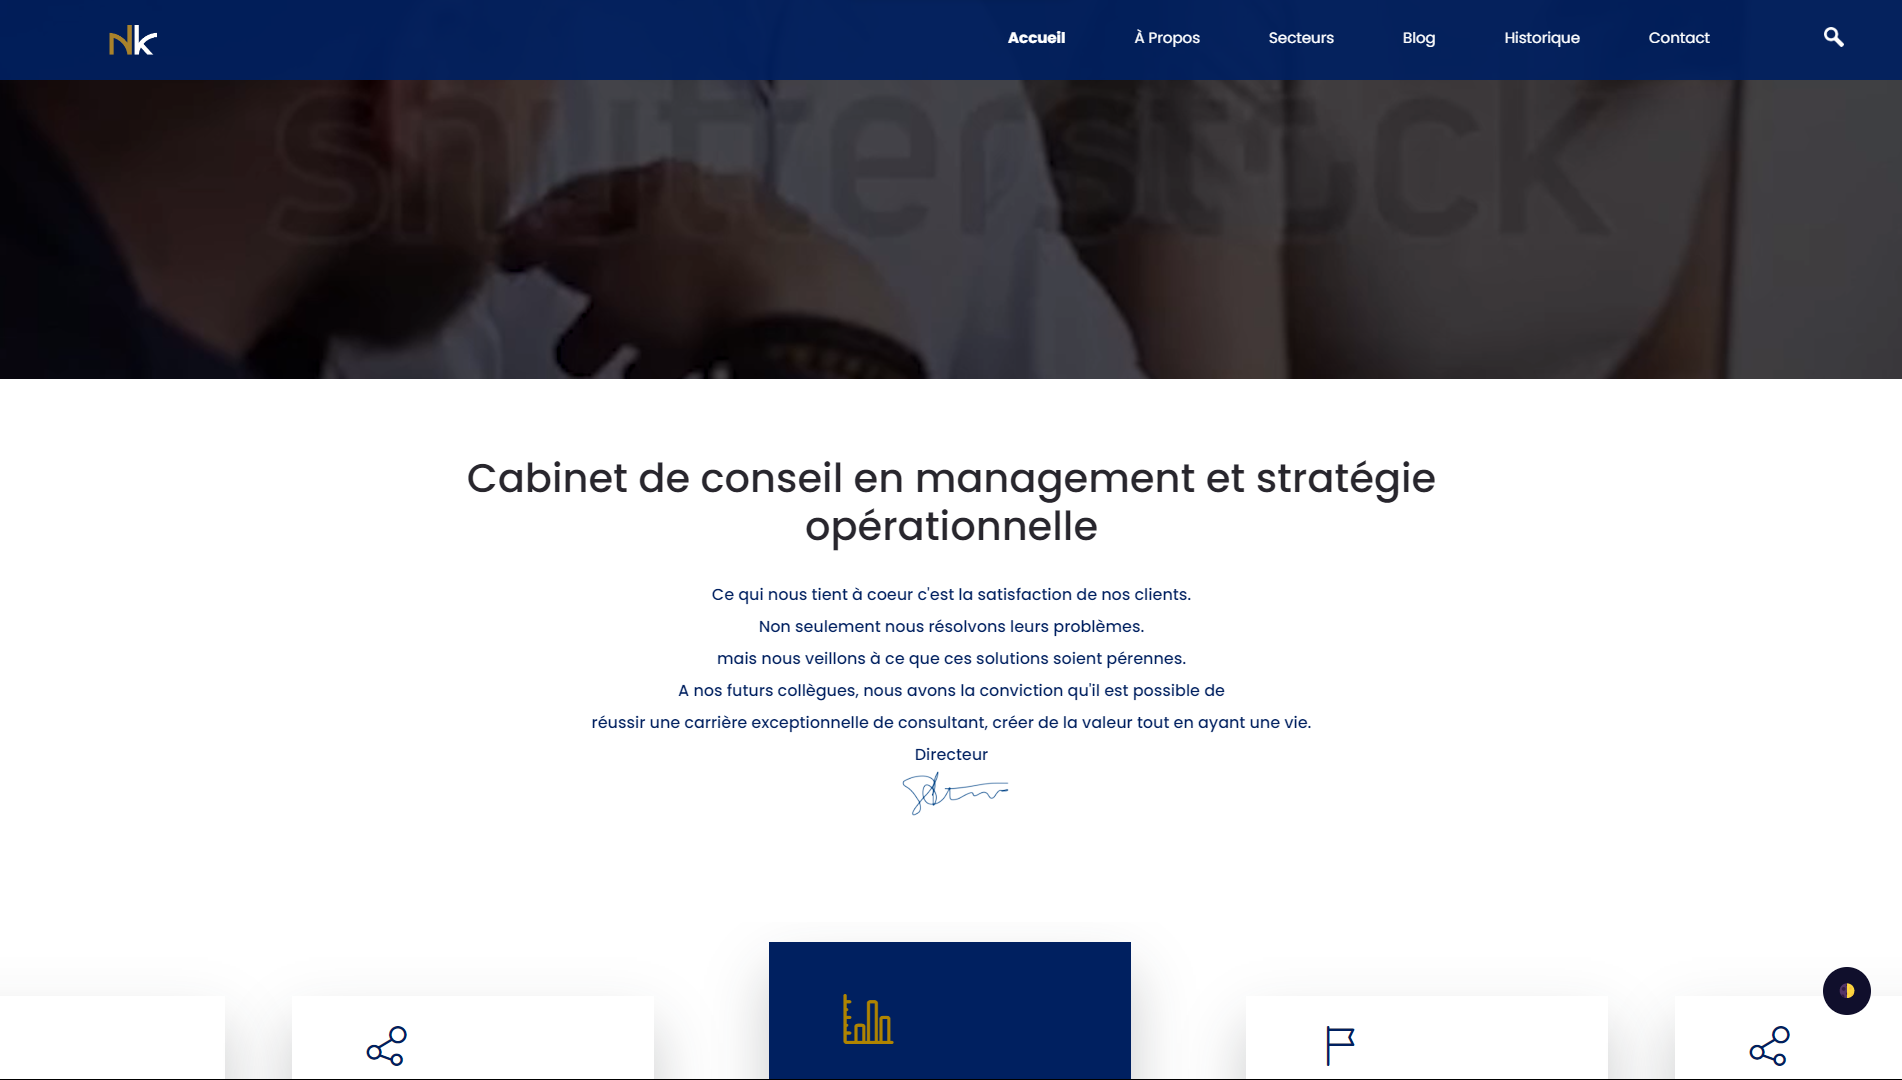 nk
Accueil
À Propos
Secteurs
Blog
Historique
Contact
shutterstock
Cabinet de conseil en management et stratégie
opérationnelle
Ce qui nous tient à coeur c'est la satisfaction de nos clients.
Non seulement nous résolvons leurs problèmes.
mais nous veillons à ce que ces solutions soient pérennes.
A nos futurs collègues, nous avons la conviction qu'il est possible de
réussir une carrière exceptionnelle de consultant, créer de la valeur tout en ayant une vie.
Directeur